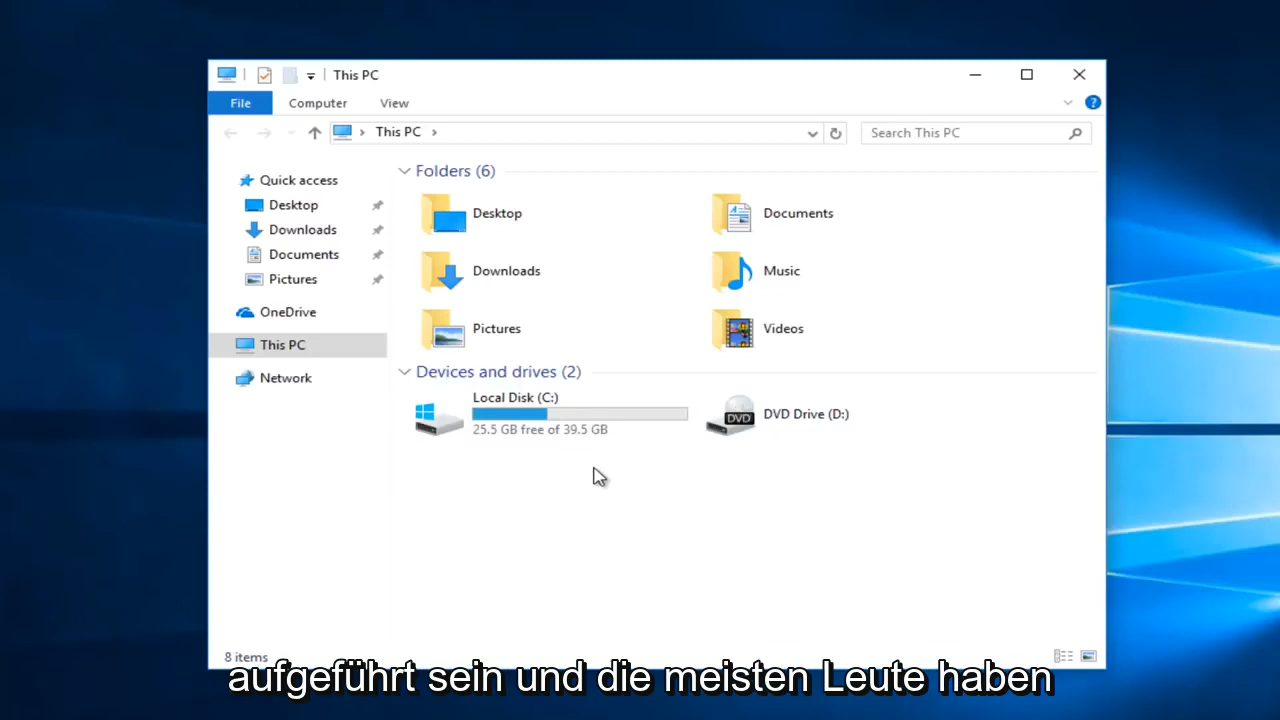 This PC
File Computer View
This PC
Search This PC
Quick access
Desktop
Downloads
Documents
Pictures
OneDrive
This PC
Network
Folders (6)
Desktop
Documents
Downloads
Music
Pictures
Videos
Devices and drives (2)
Local Disk (C:)
25.5 GB free of 39.5 GB
DVD
DVD Drive (D:)
8 items
aufgeführt sein und die meisten Leute haben